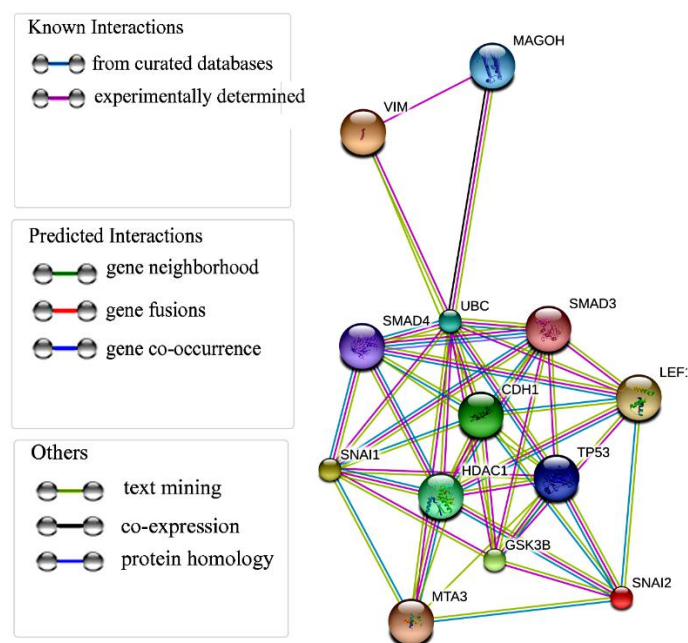 Known Interactions
from curated databases
experimentally determined
Predicted Interactions
gene neighborhood
gene fusions
gene co-occurrence
Others
text mining
co-expression
protein homology
MAGOH
VIM
UBC
SMAD3
SMAD4
LEF1
CDH1
SNAI1
HDAC1
TP53
GSK3B
SNAI2
MTA3